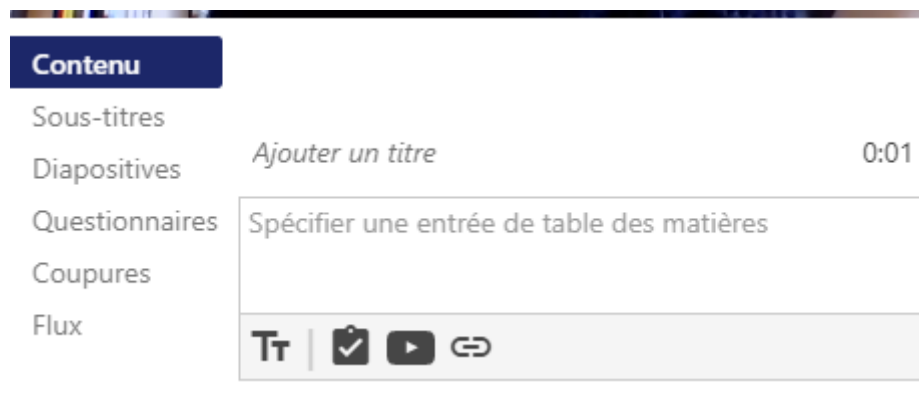 Contenu
Sous-titres
Diapositives
Questionnaires
Coupures
Flux
Ajouter un titre 0:01
Spécifier une entrée de table des matières
Tт